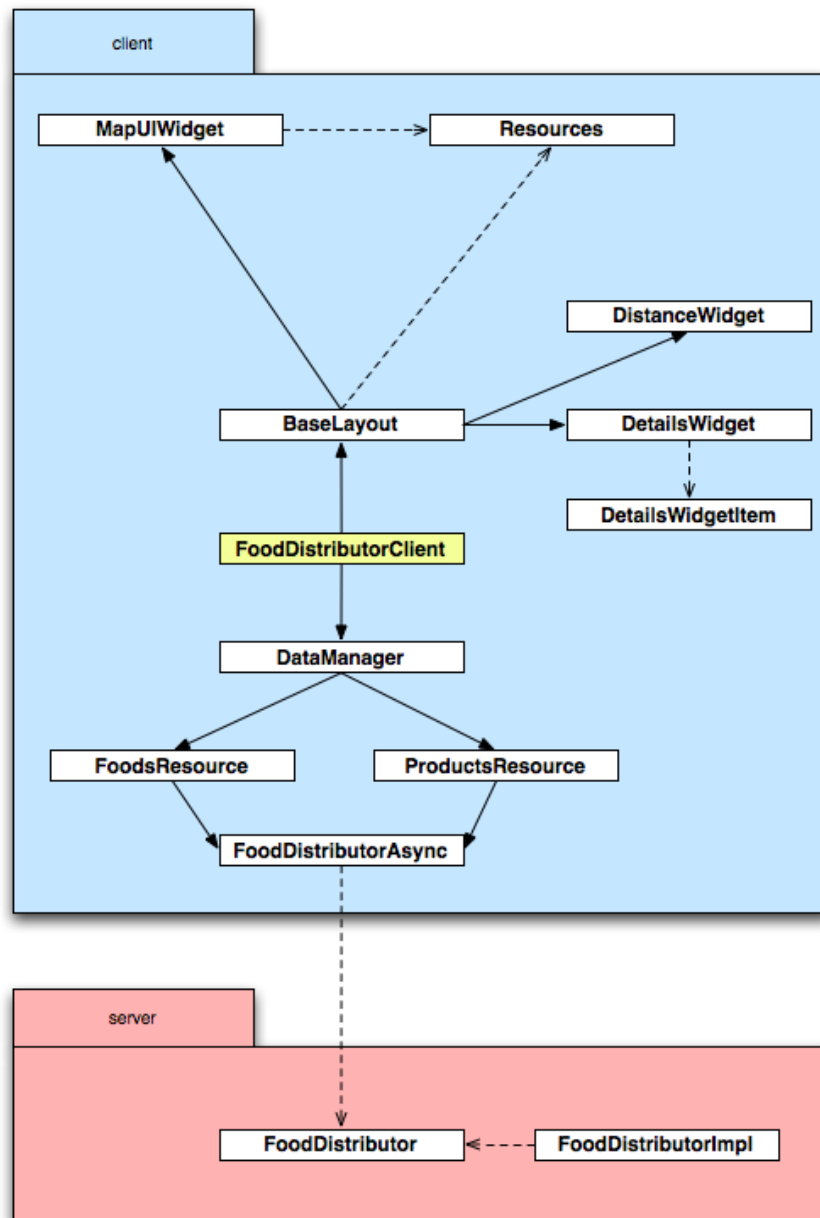 client
MapUIWidget
Resources
DistanceWidget
BaseLayout
DetailsWidget
DetailsWidgetItem
FoodDistributorClient
DataManager
FoodsResource
ProductsResource
FoodDistributorAsync
server
FoodDistributor
FoodDistributorImpl